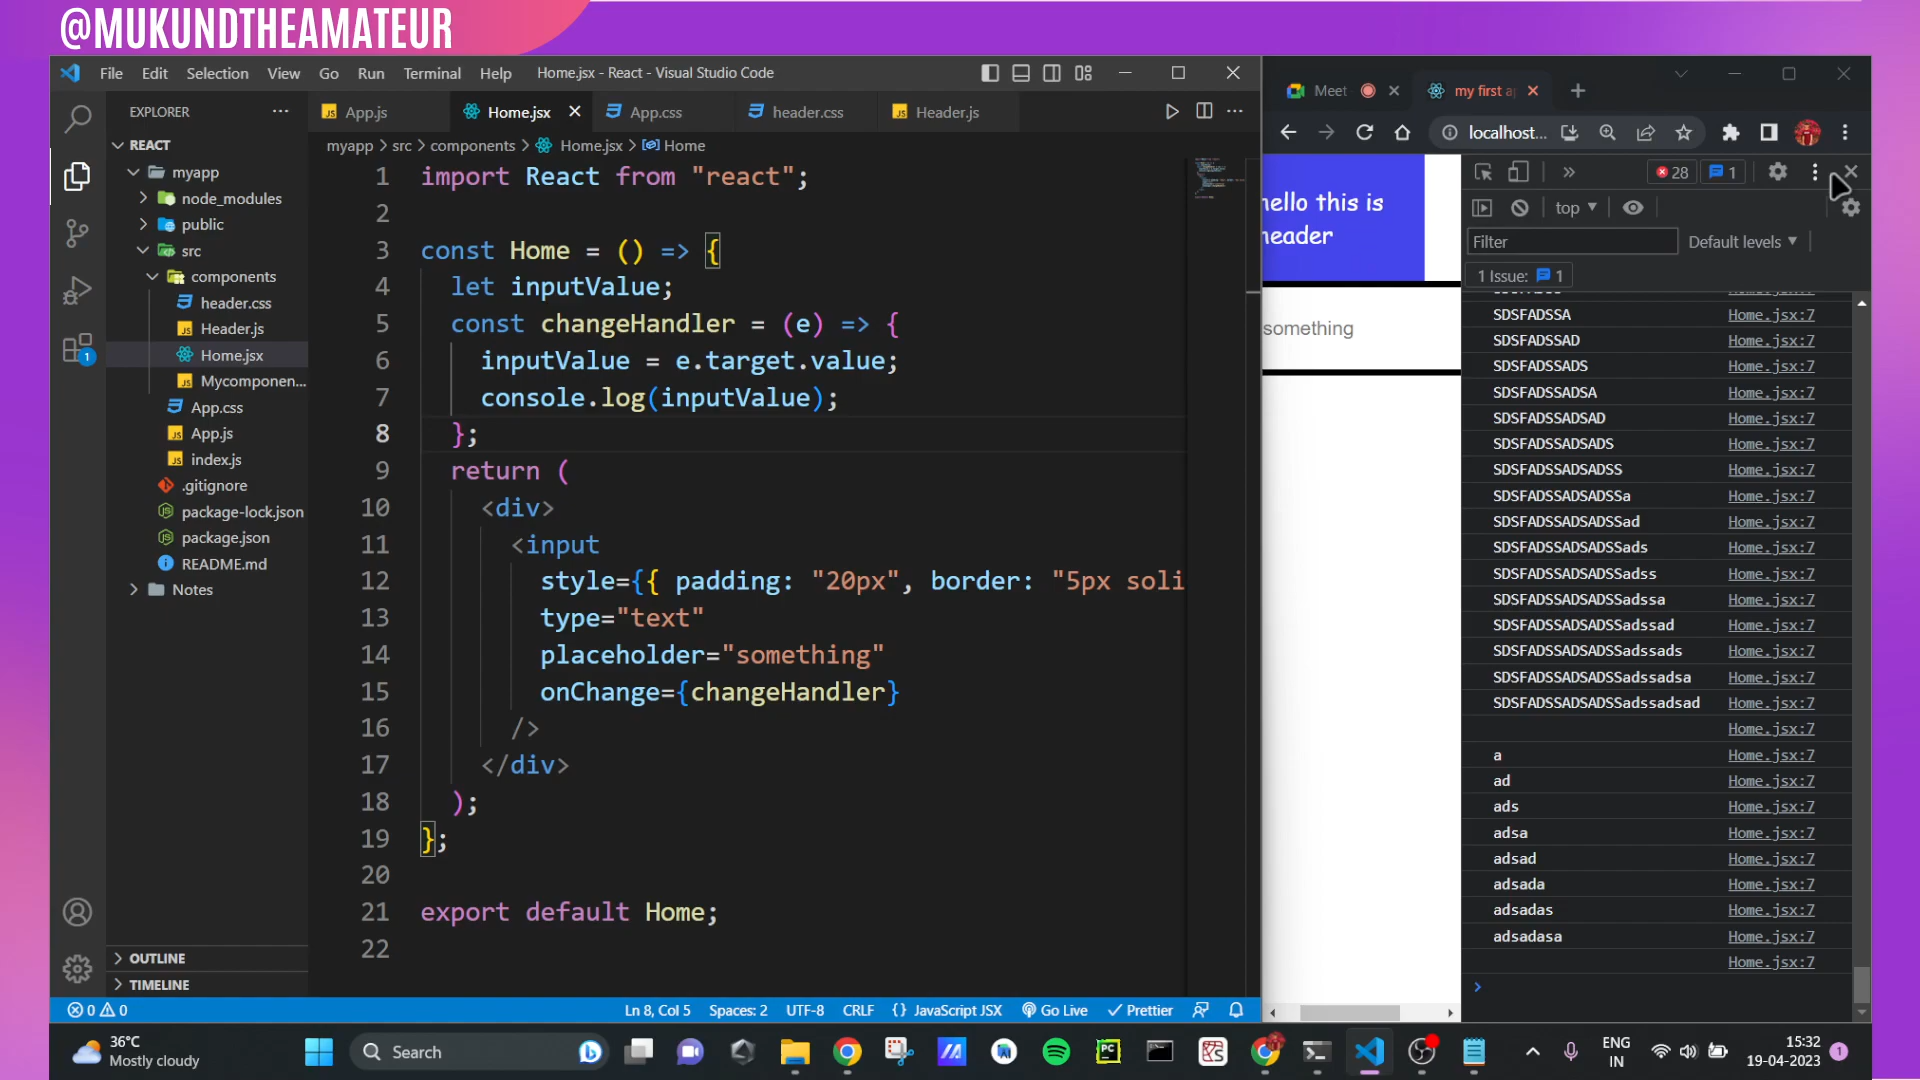 @MUKUNDTHEAMATEUR
File Edit Selection View Go Run Terminal Help Home.jsx - React - Visual Studio Code
EXPLORER
App.js
Home.jsx
App.css
header.css
Header.js
REACT
myapp
node_modules
public
src
components
header.css
Header.js
Home.jsx
Mycomponen...
App.css
App.js
index.js
.gitignore
package-lock.json
package.json
README.md
Notes
OUTLINE
TIMELINE
1
myapp > src > components > Home.jsx > Home
1 import React from "react";
2
3 const Home = () => {
4 let inputValue;
5 const changeHandler = (e) => {
6 inputValue = e.target.value;
7 console.log(inputValue);
8 };
9 return (
10 <div>
11 <input
12 style={{ padding: "20px", border: "5px soli
13 type="text"
14 placeholder="something"
15 onChange={changeHandler}
16 />
17 </div>
18 );
19 };
20
21 export default Home;
22
0 0 Ln 8, Col 5 Spaces: 2 UTF-8 CRLF {} JavaScript JSX Go Live Prettier
Meet
my first a
localhost...
hello this is
header
something
28 1
top
Filter
Default levels
1 Issue: 1
SDSFADSSA Home.jsx:7
SDSFADSSAD Home.jsx:7
SDSFADSSADS Home.jsx:7
SDSFADSSADSA Home.jsx:7
SDSFADSSADSAD Home.jsx:7
SDSFADSSADSADS Home.jsx:7
SDSFADSSADSADSS Home.jsx:7
SDSFADSSADSADSSa Home.jsx:7
SDSFADSSADSADSSad Home.jsx:7
SDSFADSSADSADSSads Home.jsx:7
SDSFADSSADSADSSadss Home.jsx:7
SDSFADSSADSADSSadssa Home.jsx:7
SDSFADSSADSADSSadssad Home.jsx:7
SDSFADSSADSADSSadssads Home.jsx:7
SDSFADSSADSADSSadssadsa Home.jsx:7
SDSFADSSADSADSSadssadsad Home.jsx:7
Home.jsx:7
a Home.jsx:7
ad Home.jsx:7
ads Home.jsx:7
adsa Home.jsx:7
adsad Home.jsx:7
adsada Home.jsx:7
adsadas Home.jsx:7
adsadasa Home.jsx:7
Home.jsx:7
36°C
Mostly cloudy
Search
PC
ENG
IN
15:32
19-04-2023
1